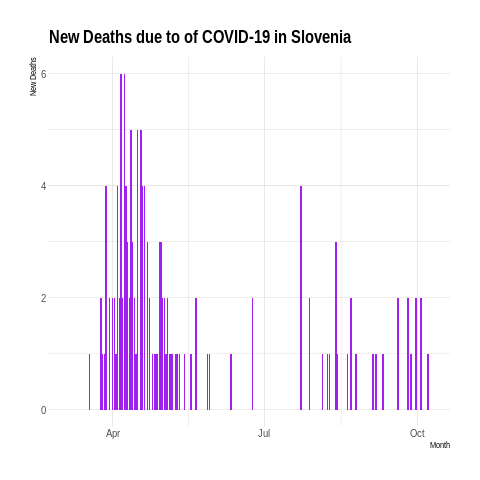 New Deaths due to of COVID-19 in Slovenia
New Deaths
6
4
2
0
Apr
Jul
Oct
Month